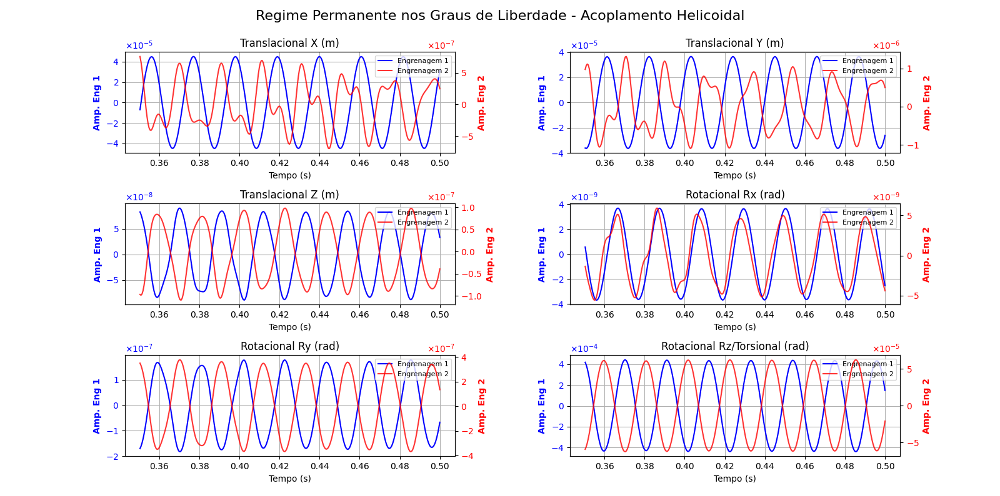 Regime Permanente nos Graus de Liberdade - Acoplamento Helicoidal
Translacional X (m)
×10⁻⁵
×10⁻⁷
Amp. Eng 1
4
2
0
−2
−4
Engrenagem 1
Engrenagem 2
5
0
−5
Amp. Eng 2
0.36 0.38 0.40 0.42 0.44 0.46 0.48 0.50
Tempo (s)
Translacional Y (m)
×10⁻⁵
×10⁻⁶
Amp. Eng 1
4
2
0
−2
−4
Engrenagem 1
Engrenagem 2
1
0
−1
Amp. Eng 2
0.36 0.38 0.40 0.42 0.44 0.46 0.48 0.50
Tempo (s)
Translacional Z (m)
×10⁻⁸
×10⁻⁷
Amp. Eng 1
5
0
−5
Engrenagem 1
Engrenagem 2
1.0
0.5
0.0
−0.5
−1.0
Amp. Eng 2
0.36 0.38 0.40 0.42 0.44 0.46 0.48 0.50
Tempo (s)
Rotacional Rx (rad)
×10⁻⁹
×10⁻⁹
Amp. Eng 1
4
2
0
−2
−4
Engrenagem 1
Engrenagem 2
5
0
−5
Amp. Eng 2
0.36 0.38 0.40 0.42 0.44 0.46 0.48 0.50
Tempo (s)
Rotacional Ry (rad)
×10⁻⁷
×10⁻⁷
Amp. Eng 1
1
0
−1
−2
Engrenagem 1
Engrenagem 2
4
2
0
−2
−4
Amp. Eng 2
0.36 0.38 0.40 0.42 0.44 0.46 0.48 0.50
Tempo (s)
Rotacional Rz/Torsional (rad)
×10⁻⁴
×10⁻⁵
Amp. Eng 1
4
2
0
−2
−4
Engrenagem 1
Engrenagem 2
5
0
−5
Amp. Eng 2
0.36 0.38 0.40 0.42 0.44 0.46 0.48 0.50
Tempo (s)